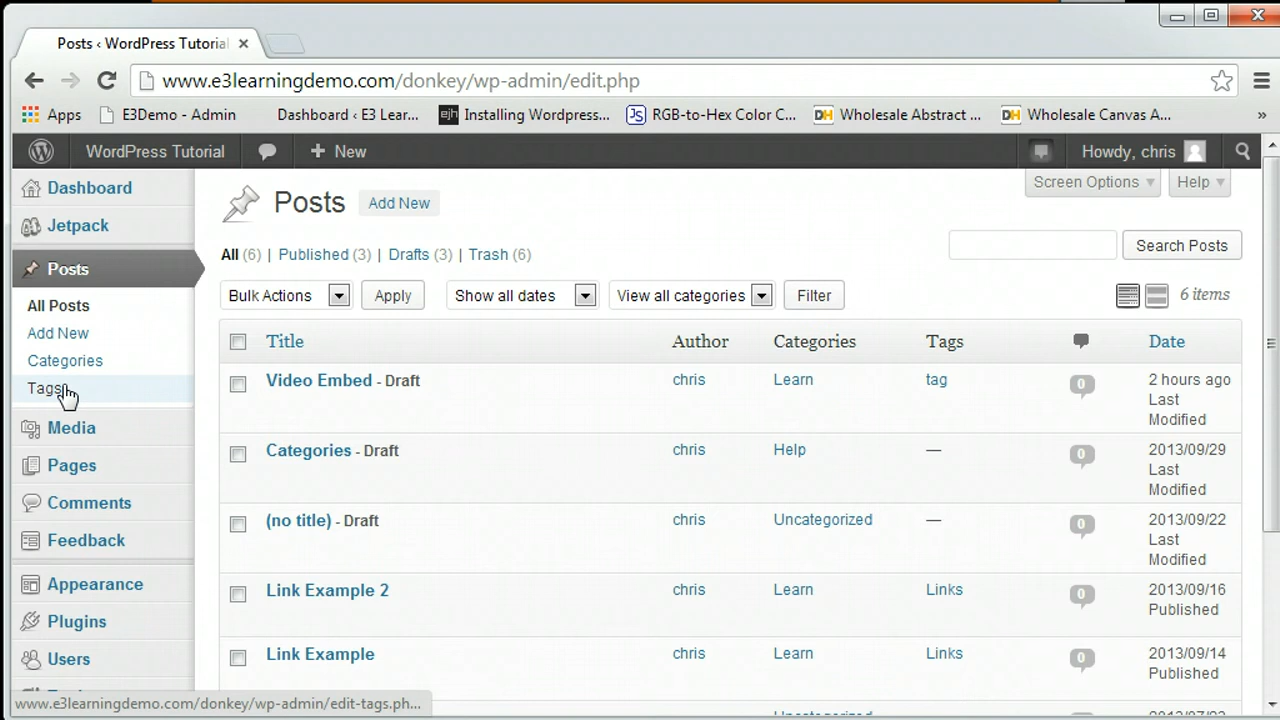 Posts ‹ WordPress Tutorial
www.e3learningdemo.com/donkey/wp-admin/edit.php
Apps E3Demo - Admin Dashboard ‹ E3 Lear... ejh Installing Wordpress... JS RGB-to-Hex Color C... DH Wholesale Abstract ... DH Wholesale Canvas A... »
WordPress Tutorial + New Howdy, chris
Screen Options Help
Dashboard
Jetpack
Posts
All Posts
Add New
Categories
Tags
Media
Pages
Comments
Feedback
Appearance
Plugins
Users
Posts Add New
All (6) | Published (3) | Drafts (3) | Trash (6)
Search Posts
Bulk Actions Apply Show all dates View all categories Filter 6 items
Title Author Categories Tags Date
Video Embed - Draft chris Learn tag 0 2 hours ago
Last
Modified
Categories - Draft chris Help — 0 2013/09/29
Last
Modified
(no title) - Draft chris Uncategorized — 0 2013/09/22
Last
Modified
Link Example 2 chris Learn Links 0 2013/09/16
Published
Link Example chris Learn Links 0 2013/09/14
Published
www.e3learningdemo.com/donkey/wp-admin/edit-tags.ph...